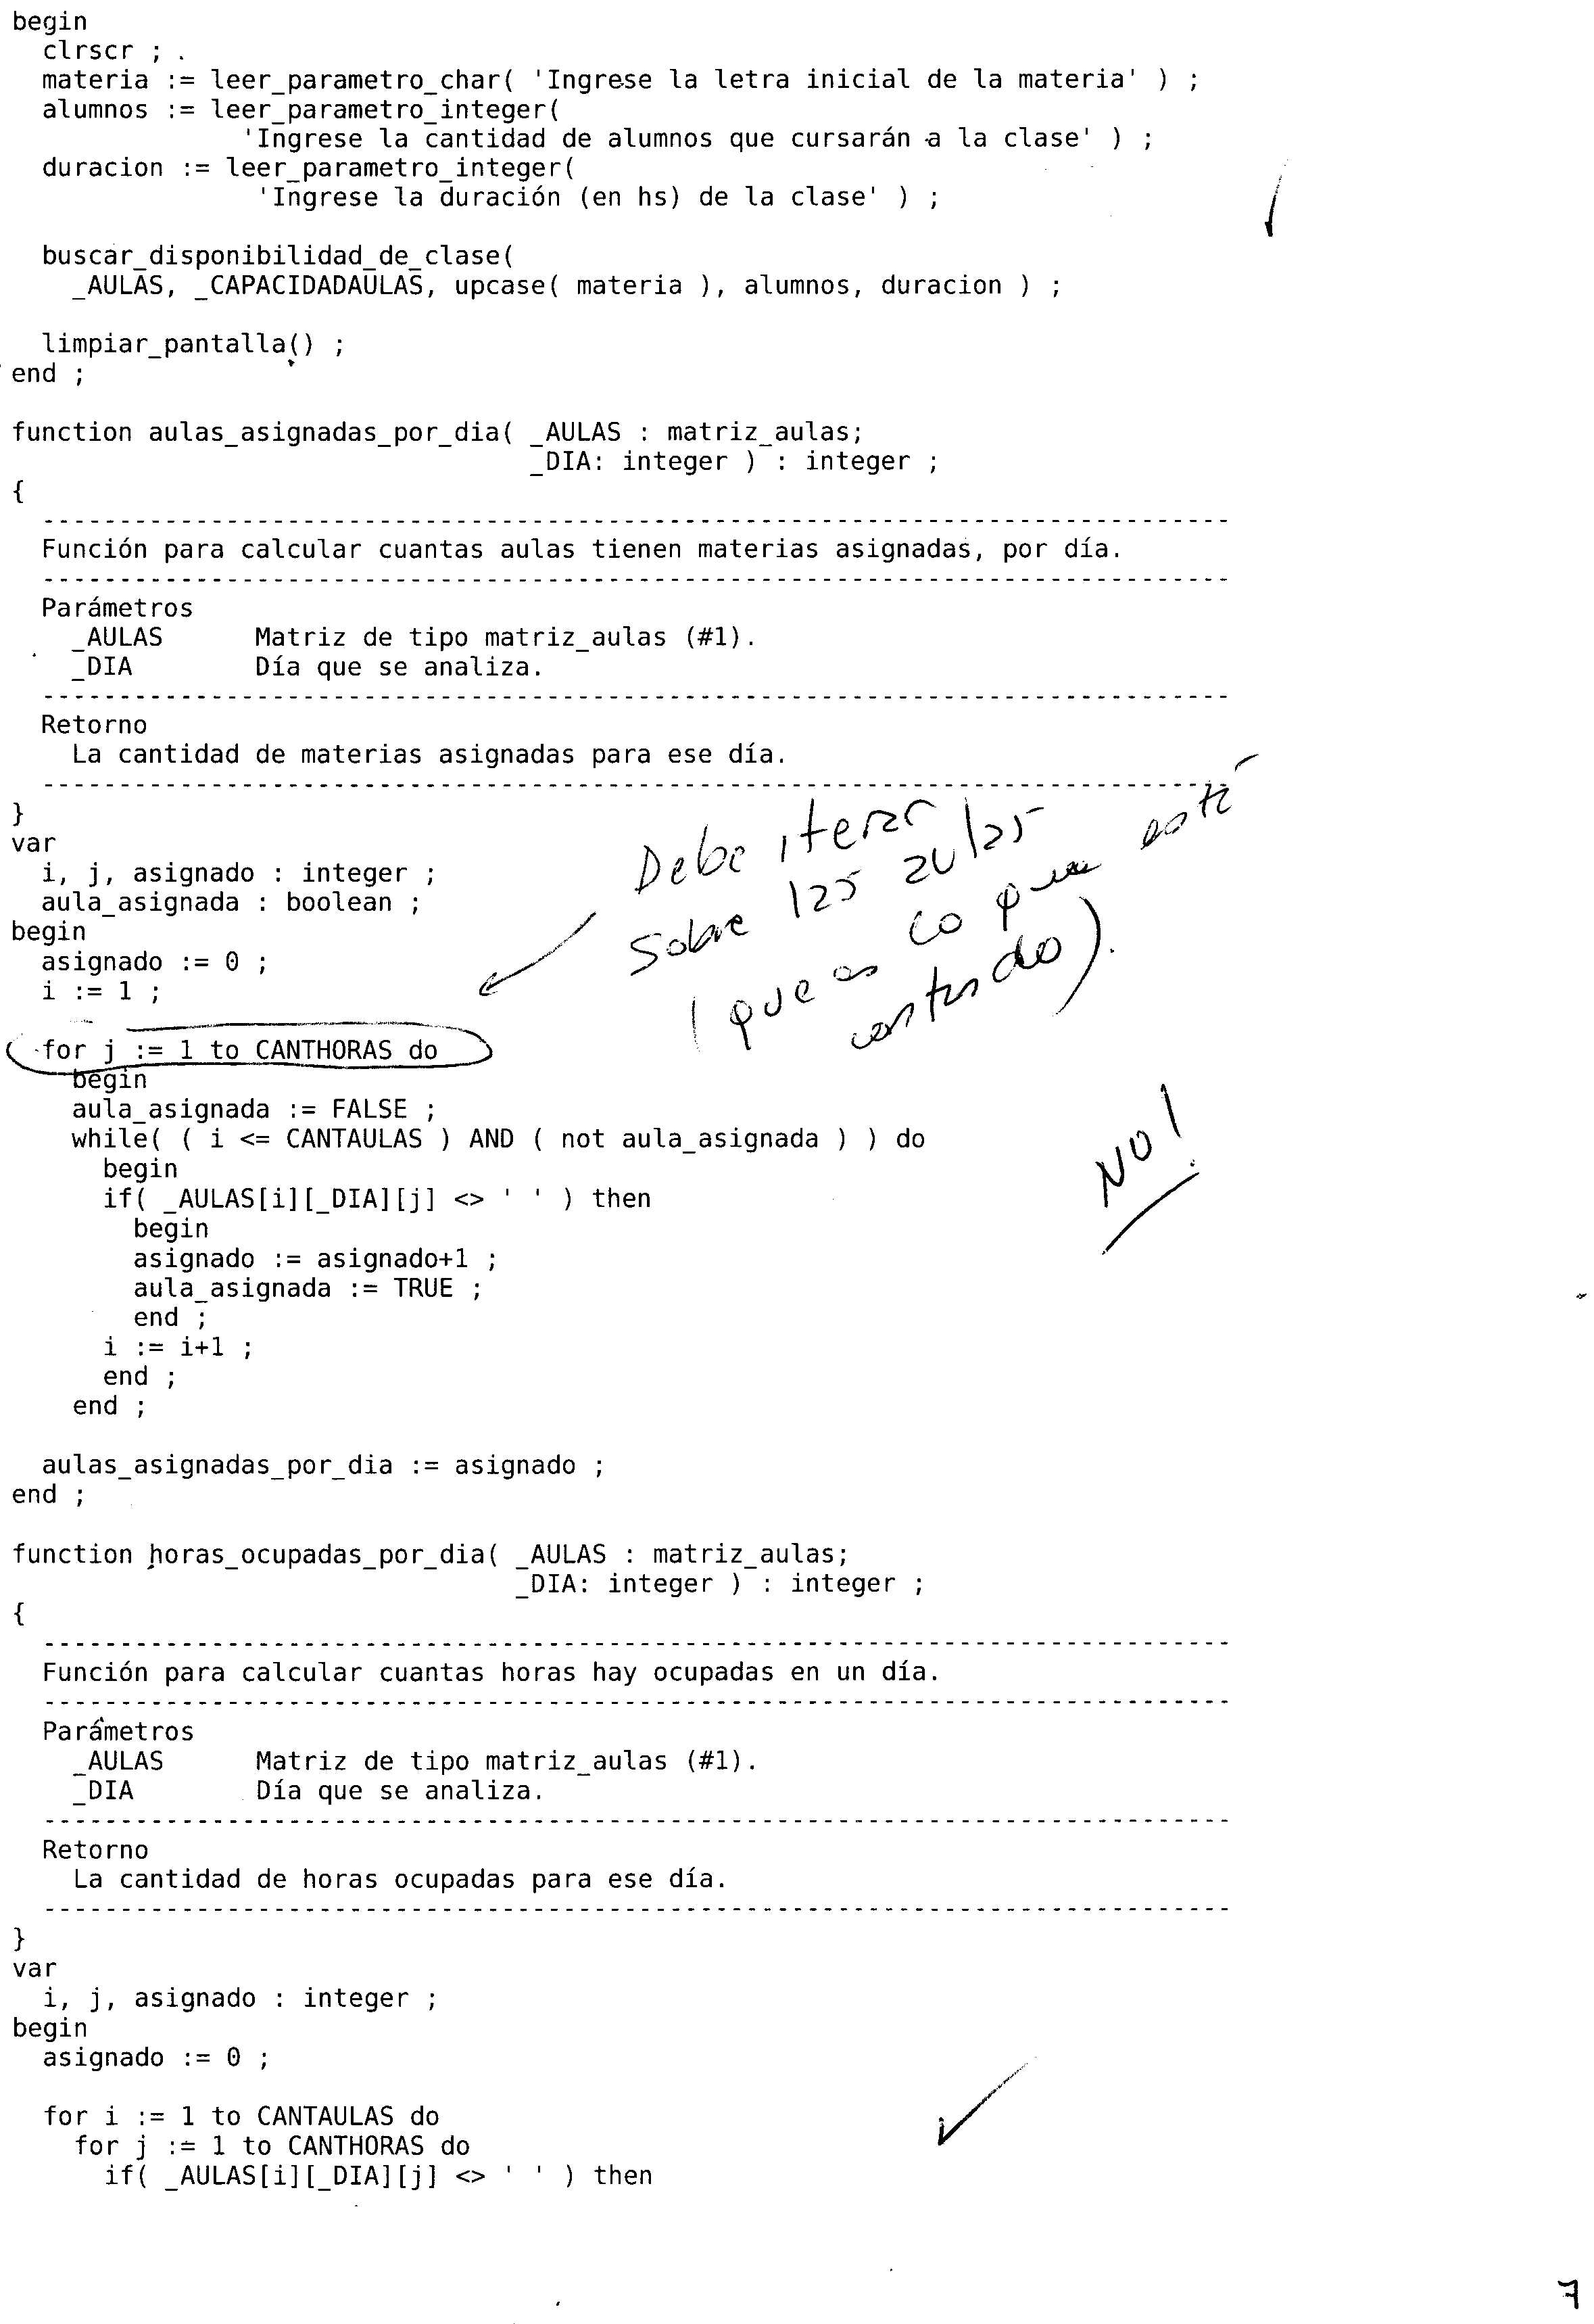 begin
clrscr ;
materia := leer_parametro_char( 'Ingrese la letra inicial de la materia' ) ;
alumnos := leer_parametro_integer(
'Ingrese la cantidad de alumnos que cursarán a la clase' ) ;
duracion := leer_parametro_integer(
'Ingrese la duración (en hs) de la clase' ) ;
buscar_disponibilidad_de_clase(
_AULAS, _CAPACIDADAULAS, upcase( materia ), alumnos, duracion ) ;
limpiar_pantalla() ;
end ;
function aulas_asignadas_por_dia( _AULAS : matriz_aulas;
_DIA: integer ) : integer ;
{
-----------------------------------------------------------------------------
Función para calcular cuantas aulas tienen materias asignadas, por día.
-----------------------------------------------------------------------------
Parámetros
_AULAS Matriz de tipo matriz_aulas (#1).
_DIA Día que se analiza.
-----------------------------------------------------------------------------
Retorno
La cantidad de materias asignadas para ese día.
-----------------------------------------------------------------------------
}
var
i, j, asignado : integer ;
aula_asignada : boolean ;
begin
asignado := 0 ;
i := 1 ;
Debe iterar
sobre las aulas
(que es lo que está
contando).
for j := 1 to CANTHORAS do
begin
aula_asignada := FALSE ;
while( ( i <= CANTAULAS ) AND ( not aula_asignada ) ) do
begin
if( _AULAS[i][_DIA][j] <> ' ' ) then
begin
asignado := asignado+1 ;
aula_asignada := TRUE ;
end ;
i := i+1 ;
end ;
end ;
NO!
aulas_asignadas_por_dia := asignado ;
end ;
function horas_ocupadas_por_dia( _AULAS : matriz_aulas;
_DIA: integer ) : integer ;
{
-----------------------------------------------------------------------------
Función para calcular cuantas horas hay ocupadas en un día.
-----------------------------------------------------------------------------
Parámetros
_AULAS Matriz de tipo matriz_aulas (#1).
_DIA Día que se analiza.
-----------------------------------------------------------------------------
Retorno
La cantidad de horas ocupadas para ese día.
-----------------------------------------------------------------------------
}
var
i, j, asignado : integer ;
begin
asignado := 0 ;
for i := 1 to CANTAULAS do
for j := 1 to CANTHORAS do
if( _AULAS[i][_DIA][j] <> ' ' ) then
7